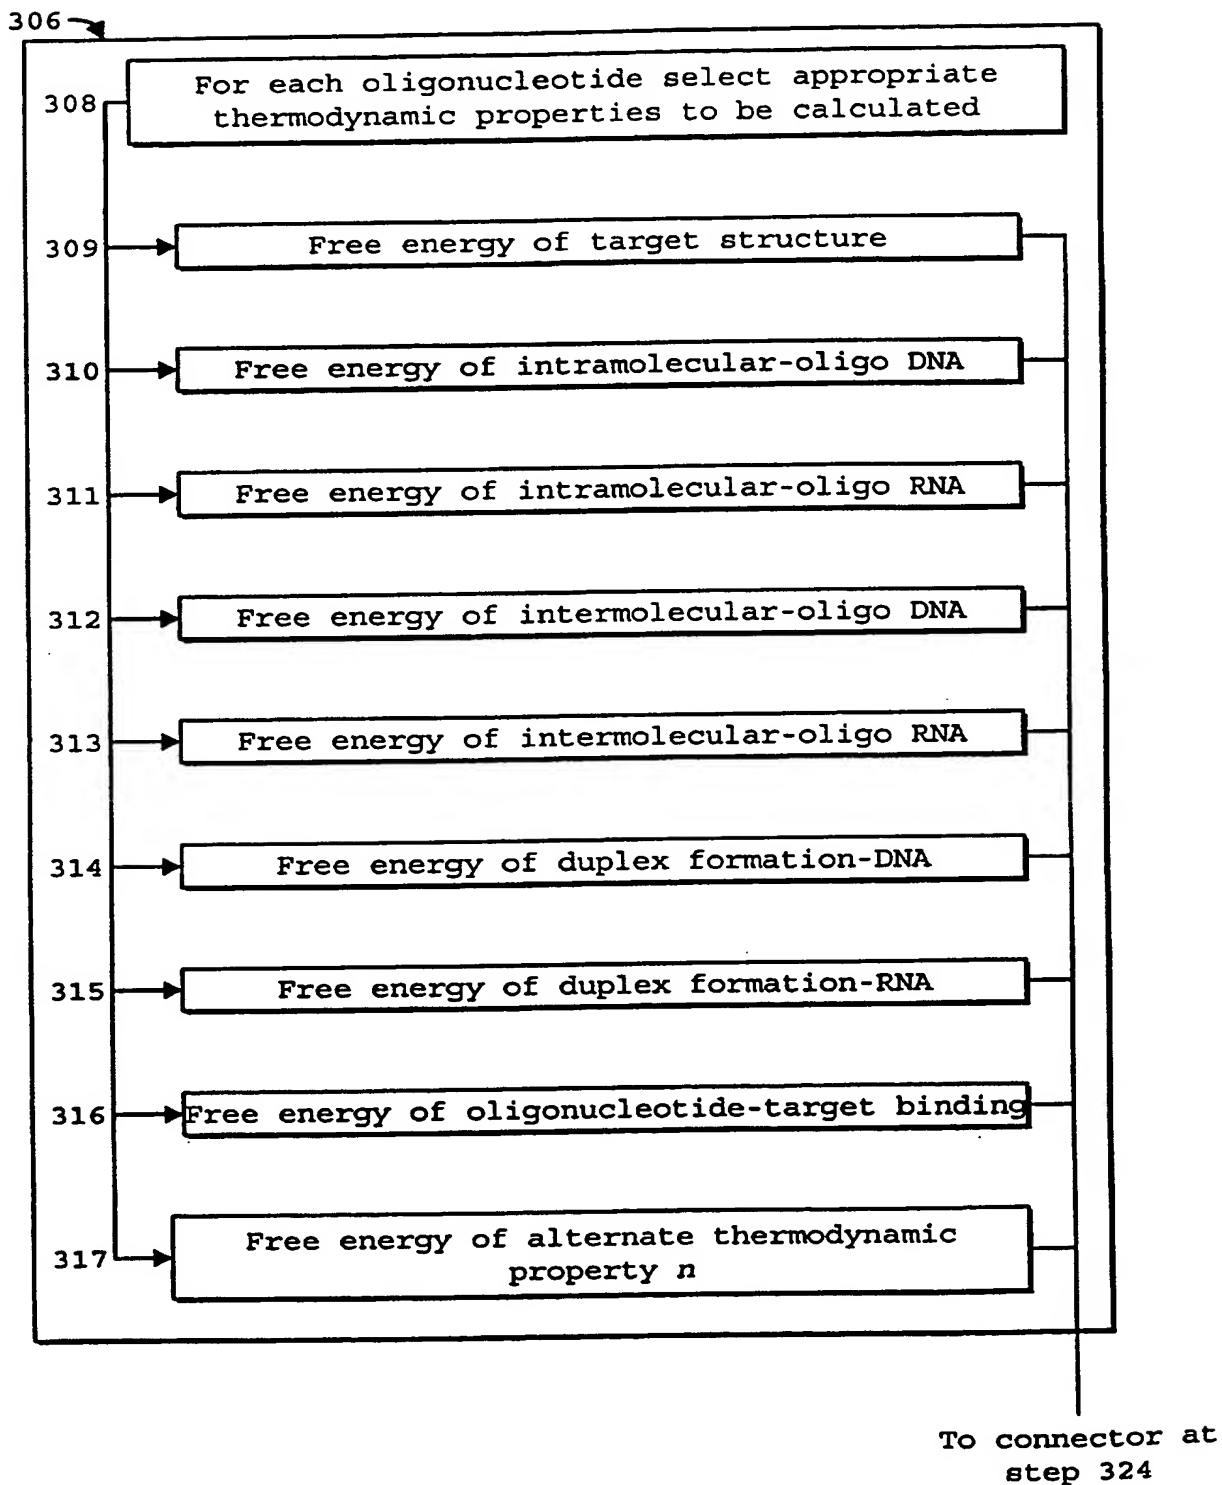 306
For each oligonucleotide select appropriate
308
thermodynamic properties to be calculated
309
Free energy of target structure
310
Free energy of intramolecular-oligo DNA
311
Free energy of intramolecular-oligo RNA
312
Free energy of intermolecular-oligo DNA
313
Free energy of intermolecular-oligo RNA
314
Free energy of duplex formation-DNA
315
Free energy of duplex formation-RNA
316
Free energy of oligonucleotide-target binding
317
Free energy of alternate thermodynamic
property n
To connector at
step 324